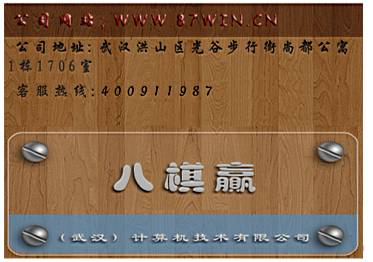 公司网站：WWW 87WIN.CN
公司地址：武汉洪山区光谷步行街尚都公寓
1栋1706室
客服热线：400911987
八棋赢
（武汉）计算机技术有限公司